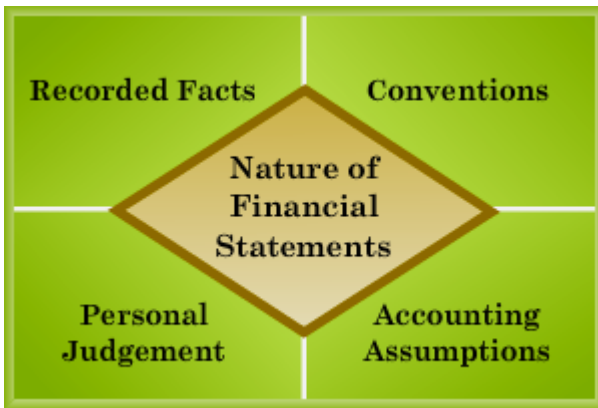 Recorded Facts
Conventions
Nature of
Financial
Statements
Personal
Judgement
Accounting
Assumptions